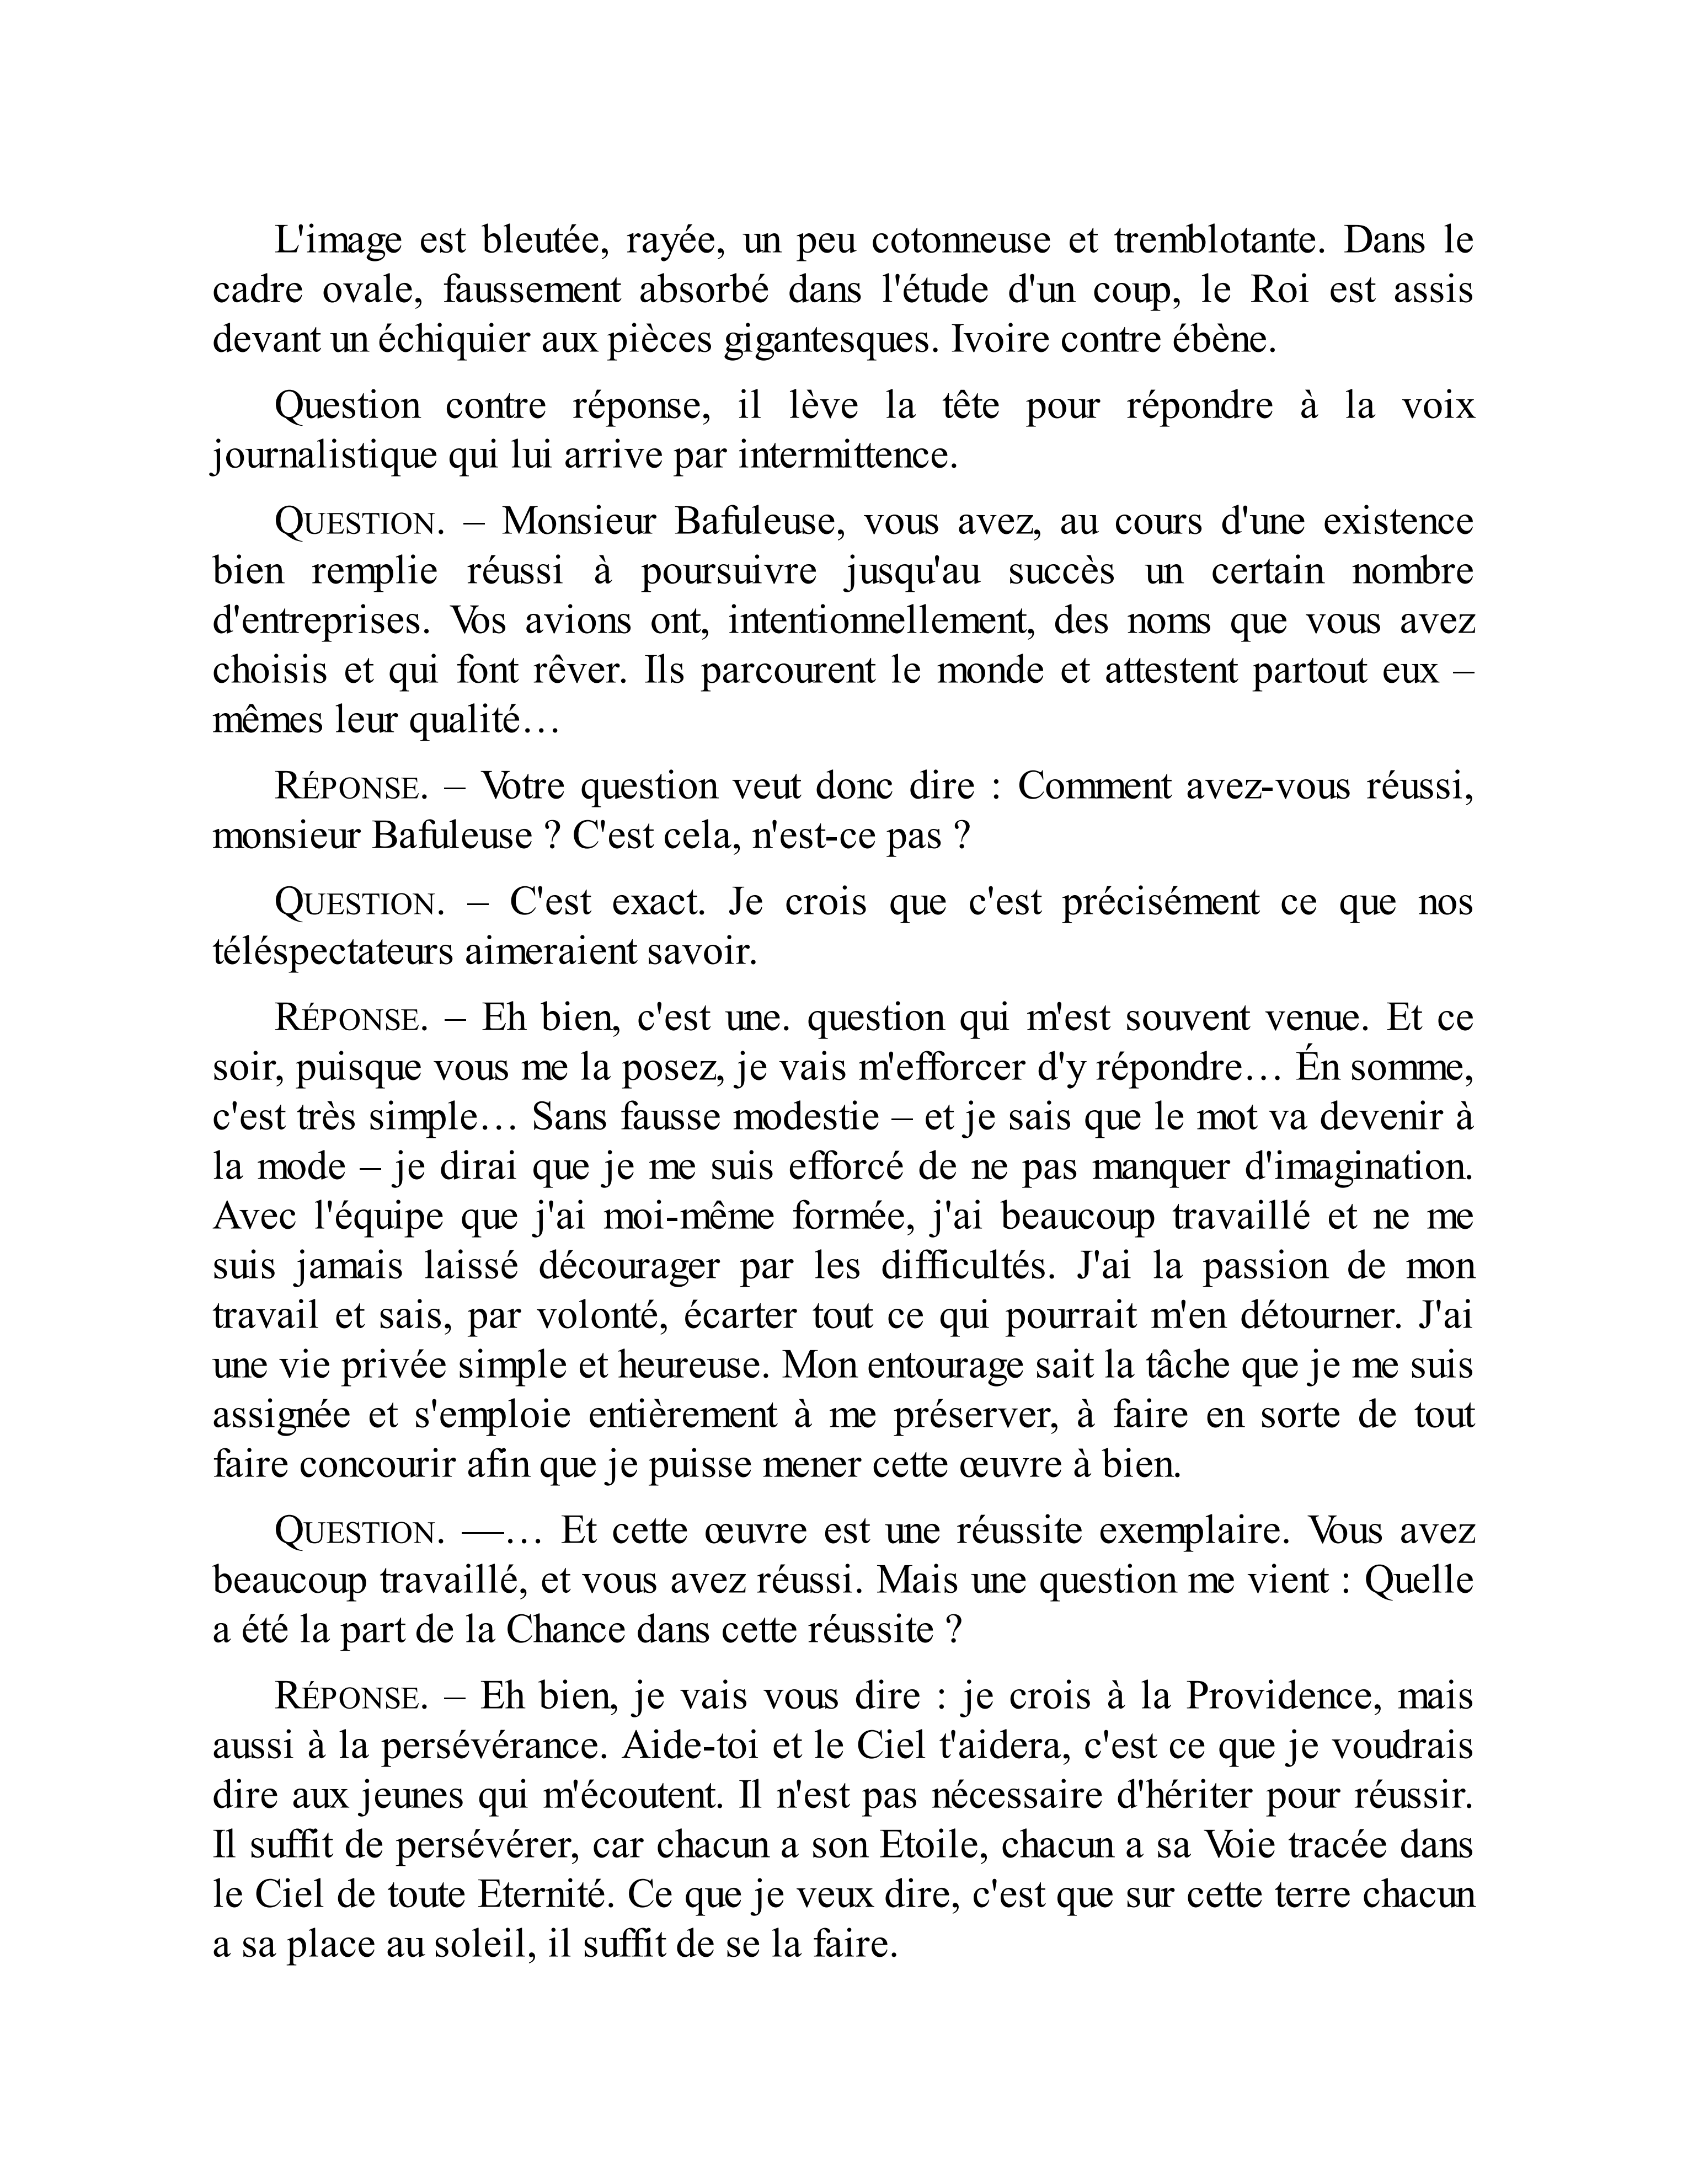 L'image est bleutée, rayée, un peu cotonneuse et tremblotante. Dans le
cadre ovale, faussement absorbé dans l'étude d'un coup, le Roi est assis
devant un échiquier aux pièces gigantesques. Ivoire contre ébène.
Question contre réponse, il lève la tête pour répondre à la voix
journalistique qui lui arrive par intermittence.
QUESTION. – Monsieur Bafuleuse, vous avez, au cours d'une existence
bien remplie réussi à poursuivre jusqu'au succès un certain nombre
d'entreprises. Vos avions ont, intentionnellement, des noms que vous avez
choisis et qui font rêver. Ils parcourent le monde et attestent partout eux –
mêmes leur qualité…
RÉPONSE. – Votre question veut donc dire : Comment avez-vous réussi,
monsieur Bafuleuse ? C'est cela, n'est-ce pas ?
QUESTION. – C'est exact. Je crois que c'est précisément ce que nos
téléspectateurs aimeraient savoir.
RÉPONSE. – Eh bien, c'est une. question qui m'est souvent venue. Et ce
soir, puisque vous me la posez, je vais m'efforcer d'y répondre… Én somme,
c'est très simple… Sans fausse modestie – et je sais que le mot va devenir à
la mode – je dirai que je me suis efforcé de ne pas manquer d'imagination.
Avec l'équipe que j'ai moi-même formée, j'ai beaucoup travaillé et ne me
suis jamais laissé décourager par les difficultés. J'ai la passion de mon
travail et sais, par volonté, écarter tout ce qui pourrait m'en détourner. J'ai
une vie privée simple et heureuse. Mon entourage sait la tâche que je me suis
assignée et s'emploie entièrement à me préserver, à faire en sorte de tout
faire concourir afin que je puisse mener cette œuvre à bien.
QUESTION. —… Et cette œuvre est une réussite exemplaire. Vous avez
beaucoup travaillé, et vous avez réussi. Mais une question me vient : Quelle
a été la part de la Chance dans cette réussite ?
RÉPONSE. – Eh bien, je vais vous dire : je crois à la Providence, mais
aussi à la persévérance. Aide-toi et le Ciel t'aidera, c'est ce que je voudrais
dire aux jeunes qui m'écoutent. Il n'est pas nécessaire d'hériter pour réussir.
Il suffit de persévérer, car chacun a son Etoile, chacun a sa Voie tracée dans
le Ciel de toute Eternité. Ce que je veux dire, c'est que sur cette terre chacun
a sa place au soleil, il suffit de se la faire.